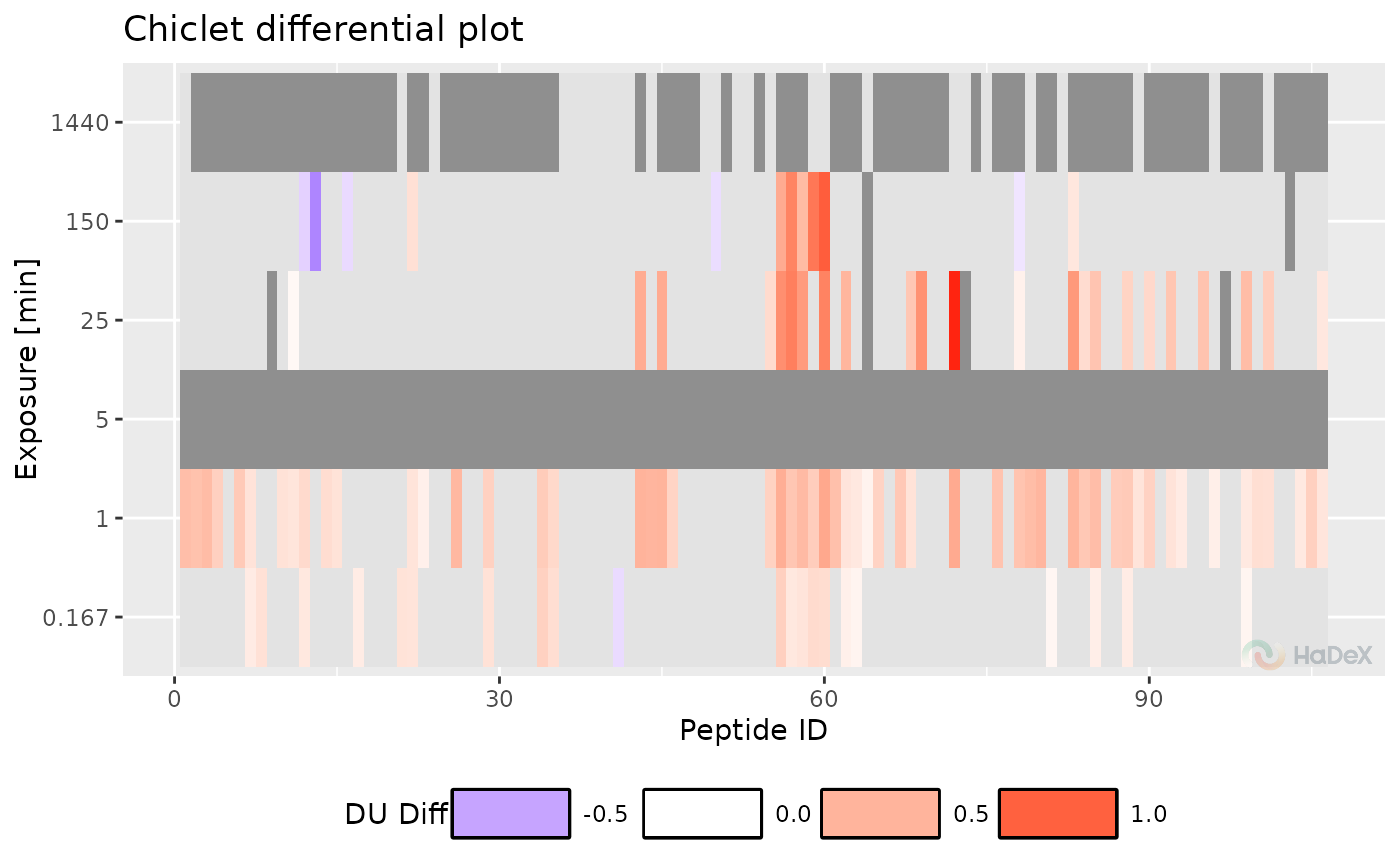 Chiclet differential plot
Exposure [min]
1440
150
25
5
1
0.167
0 30 60 90
Peptide ID
HaDeX
DU Diff -0.5 0.0 0.5 1.0